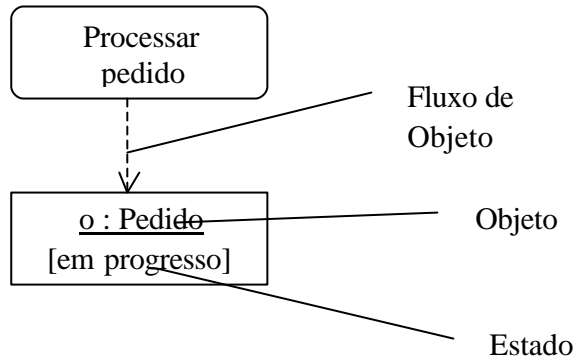 Processar
pedido
Fluxo de
Objeto
o : Pedido
[em progresso]
Objeto
Estado